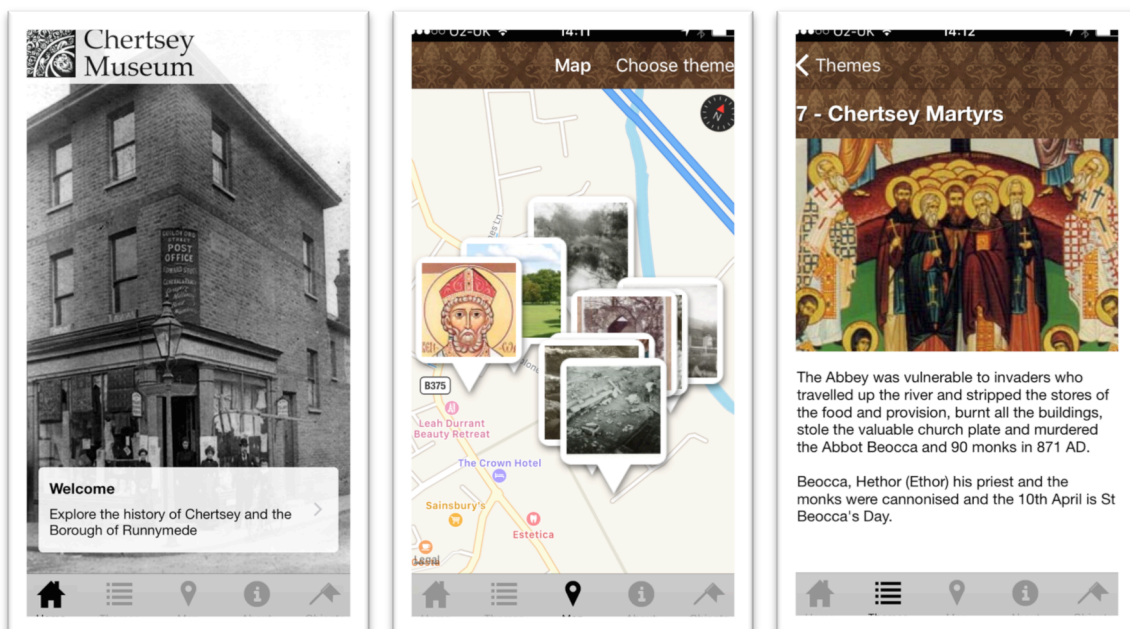 Chertsey
Museum
POST
OFFICE
Welcome
Explore the history of Chertsey and the
Borough of Runnymede
O2-UK 14:11
Map Choose theme
N
B375
Leah Durrant
Beauty Retreat
The Crown Hotel
Sainsbury's
Estetica
Legal
O2-UK 14:12
Themes
7 - Chertsey Martyrs
The Abbey was vulnerable to invaders who
travelled up the river and stripped the stores of
the food and provision, burnt all the buildings,
stole the valuable church plate and murdered
the Abbot Beocca and 90 monks in 871 AD.
Beocca, Hethor (Ethor) his priest and the
monks were cannonised and the 10th April is St
Beocca's Day.